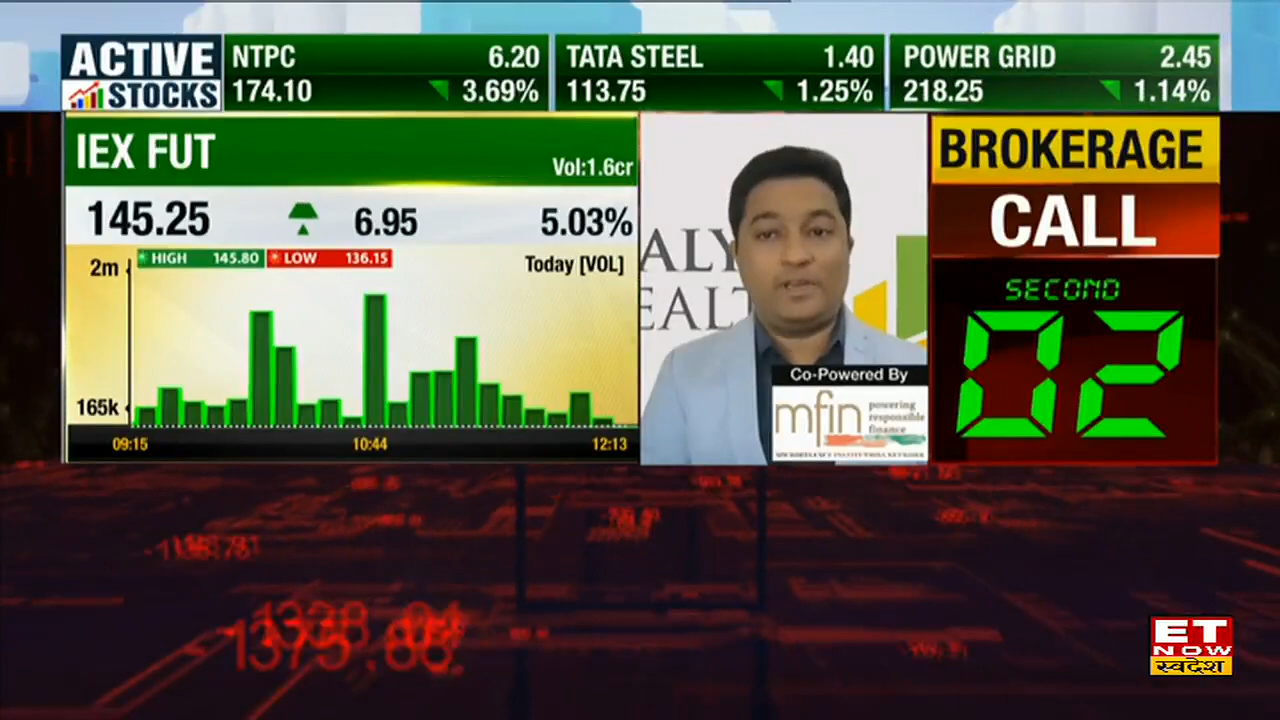 ACTIVE
STOCKS
NTPC 6.20
174.10 3.69%
TATA STEEL 1.40
113.75 1.25%
POWER GRID 2.45
218.25 1.14%
IEX FUT
Vol:1.6cr
145.25 6.95 5.03%
HIGH 145.80 LOW 136.15
Today [VOL]
2m
165k
09:15 10:44 12:13
Co-Powered By
mfin powering
responsible
finance
MICROFINANCE INSTITUTIONS NETWORK
BROKERAGE
CALL
SECOND
02
ET
NOW
स्वदेश